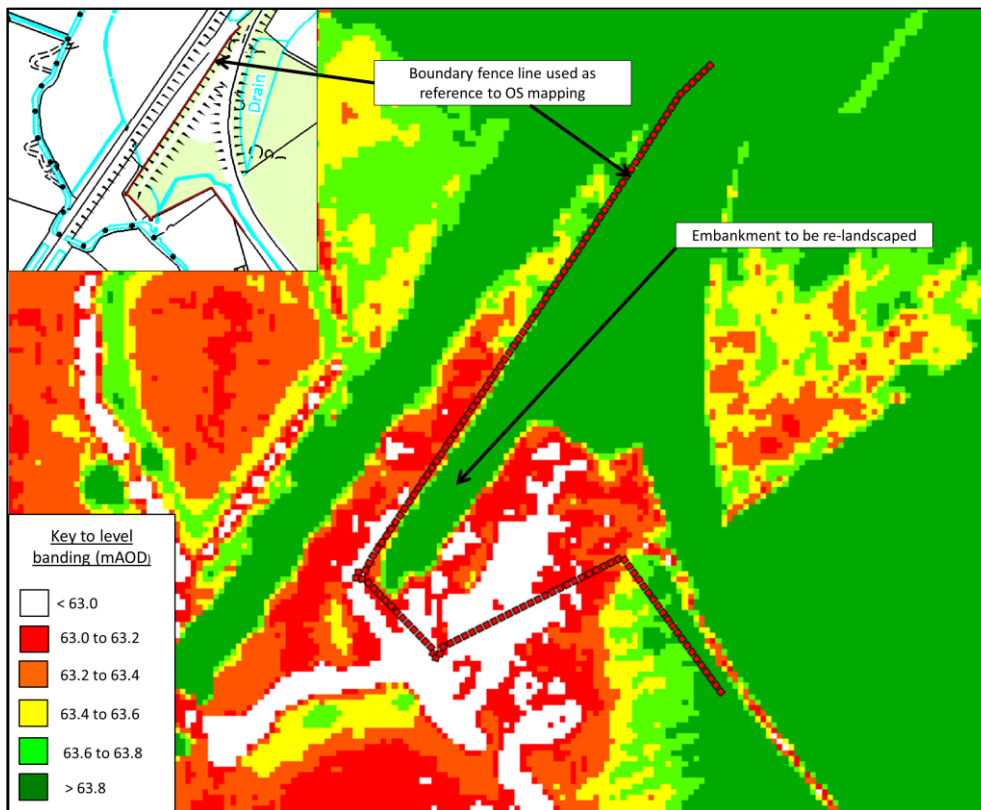 Boundary fence line used as
reference to OS mapping
Drain
Embankment to be re-landscaped
Key to level
banding (mAOD)
< 63.0
63.0 to 63.2
63.2 to 63.4
63.4 to 63.6
63.6 to 63.8
> 63.8